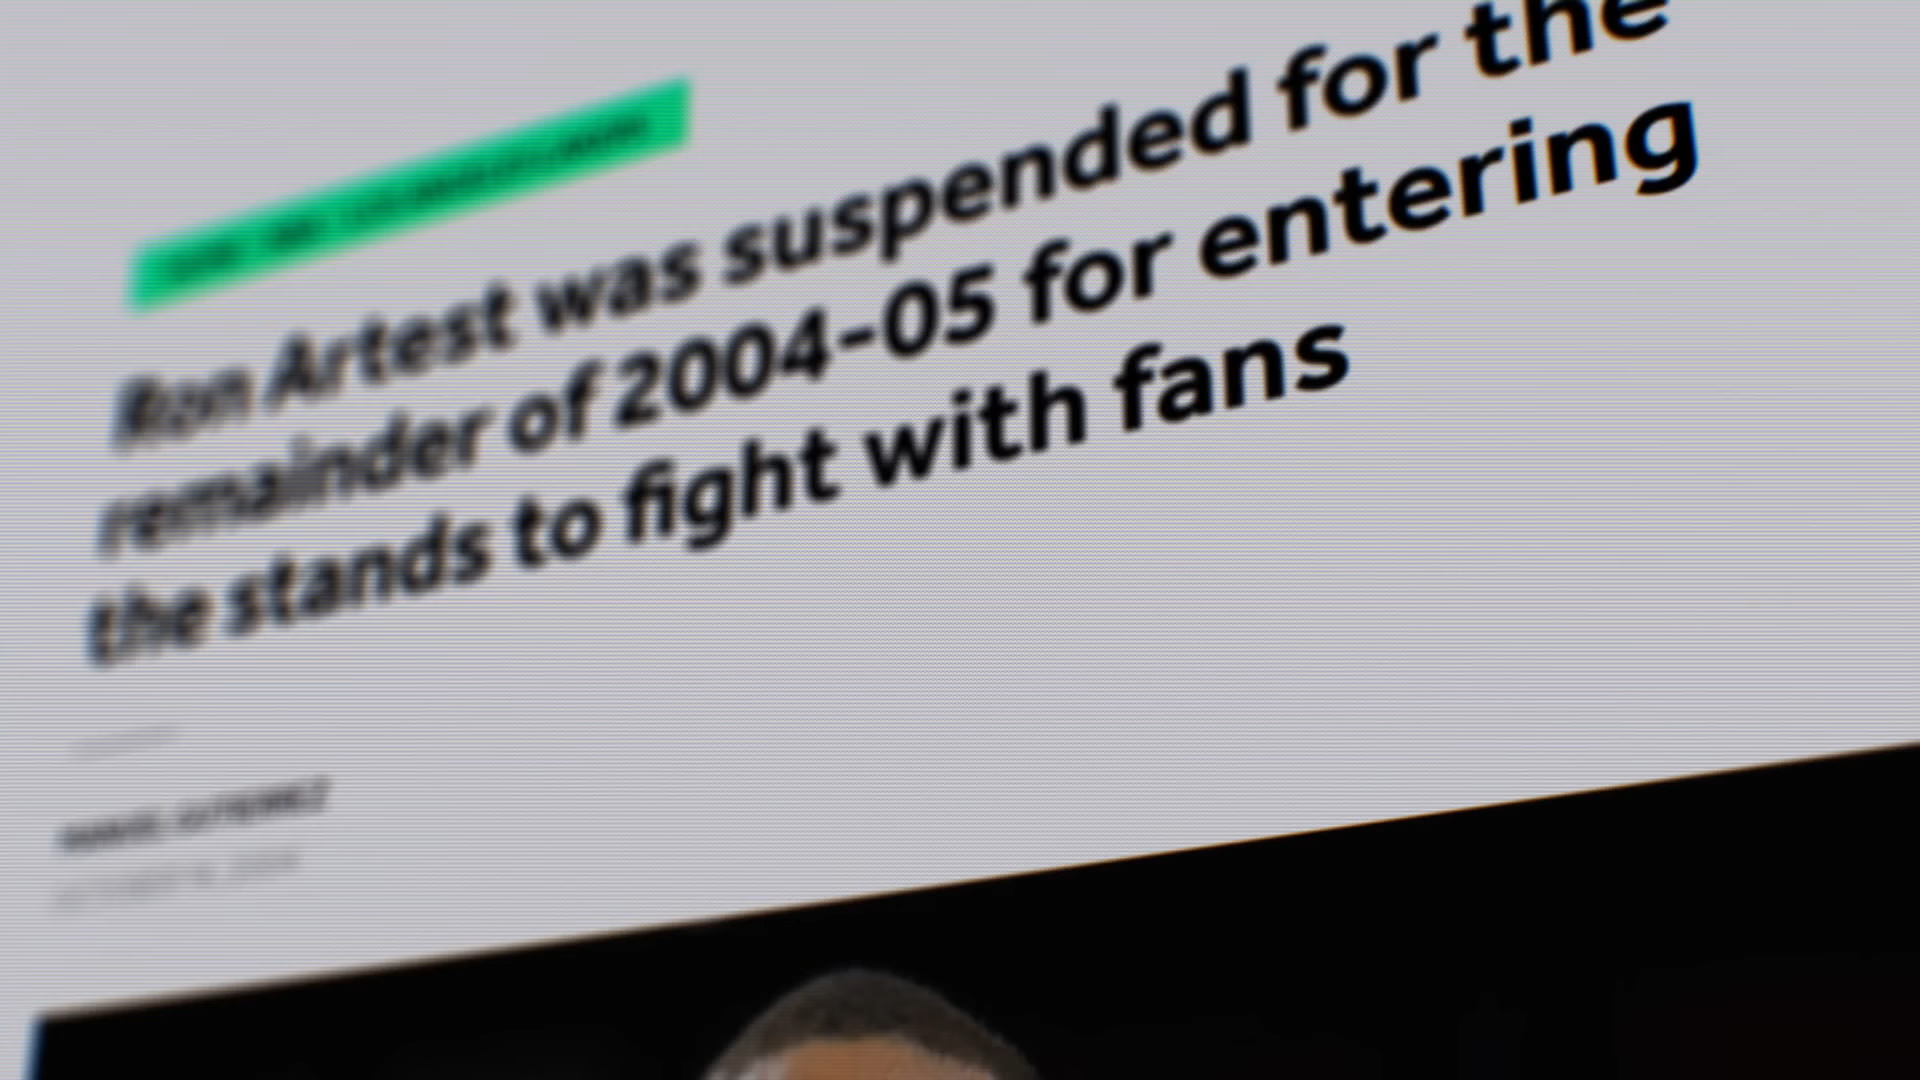 Ron Artest was suspended for the
remainder of 2004-05 for entering
the stands to fight with fans